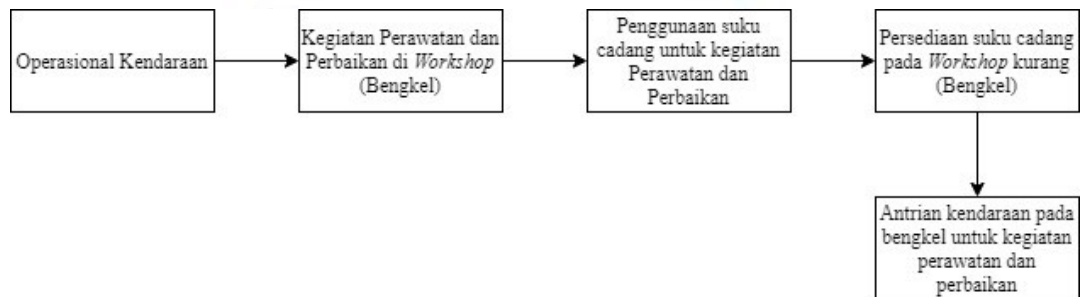 Operasional Kendaraan
Kegiatan Perawatan dan
Perbaikan di Workshop
(Bengkel)
Penggunaan suku
cadang untuk kegiatan
Perawatan dan
Perbaikan
Persediaan suku cadang
pada Workshop kurang
(Bengkel)
Antrian kendaraan pada
bengkel untuk kegiatan
perawatan dan
perbaikan